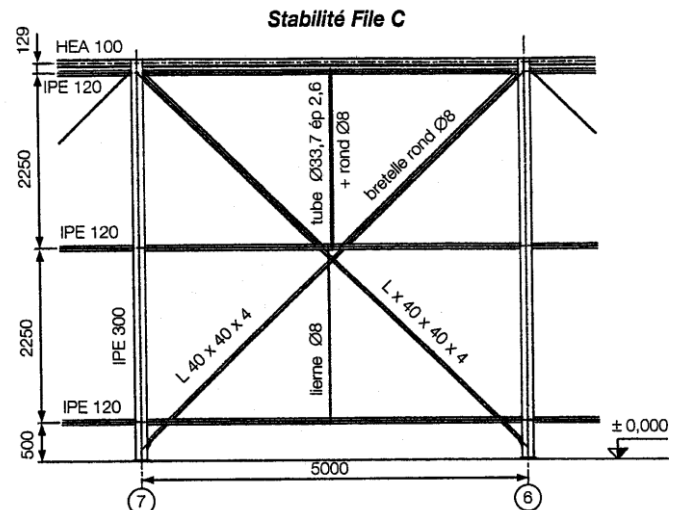 Stabilité File C
129
HEA 100
IPE 120
2250
tube Ø33,7 ép 2,6
+ rond Ø8
bretelle rond Ø8
IPE 120
2250
IPE 300
L 40 x 40 x 4
lierne Ø8
L x 40 x 40 x 4
IPE 120
500
± 0,000
5000
7
6